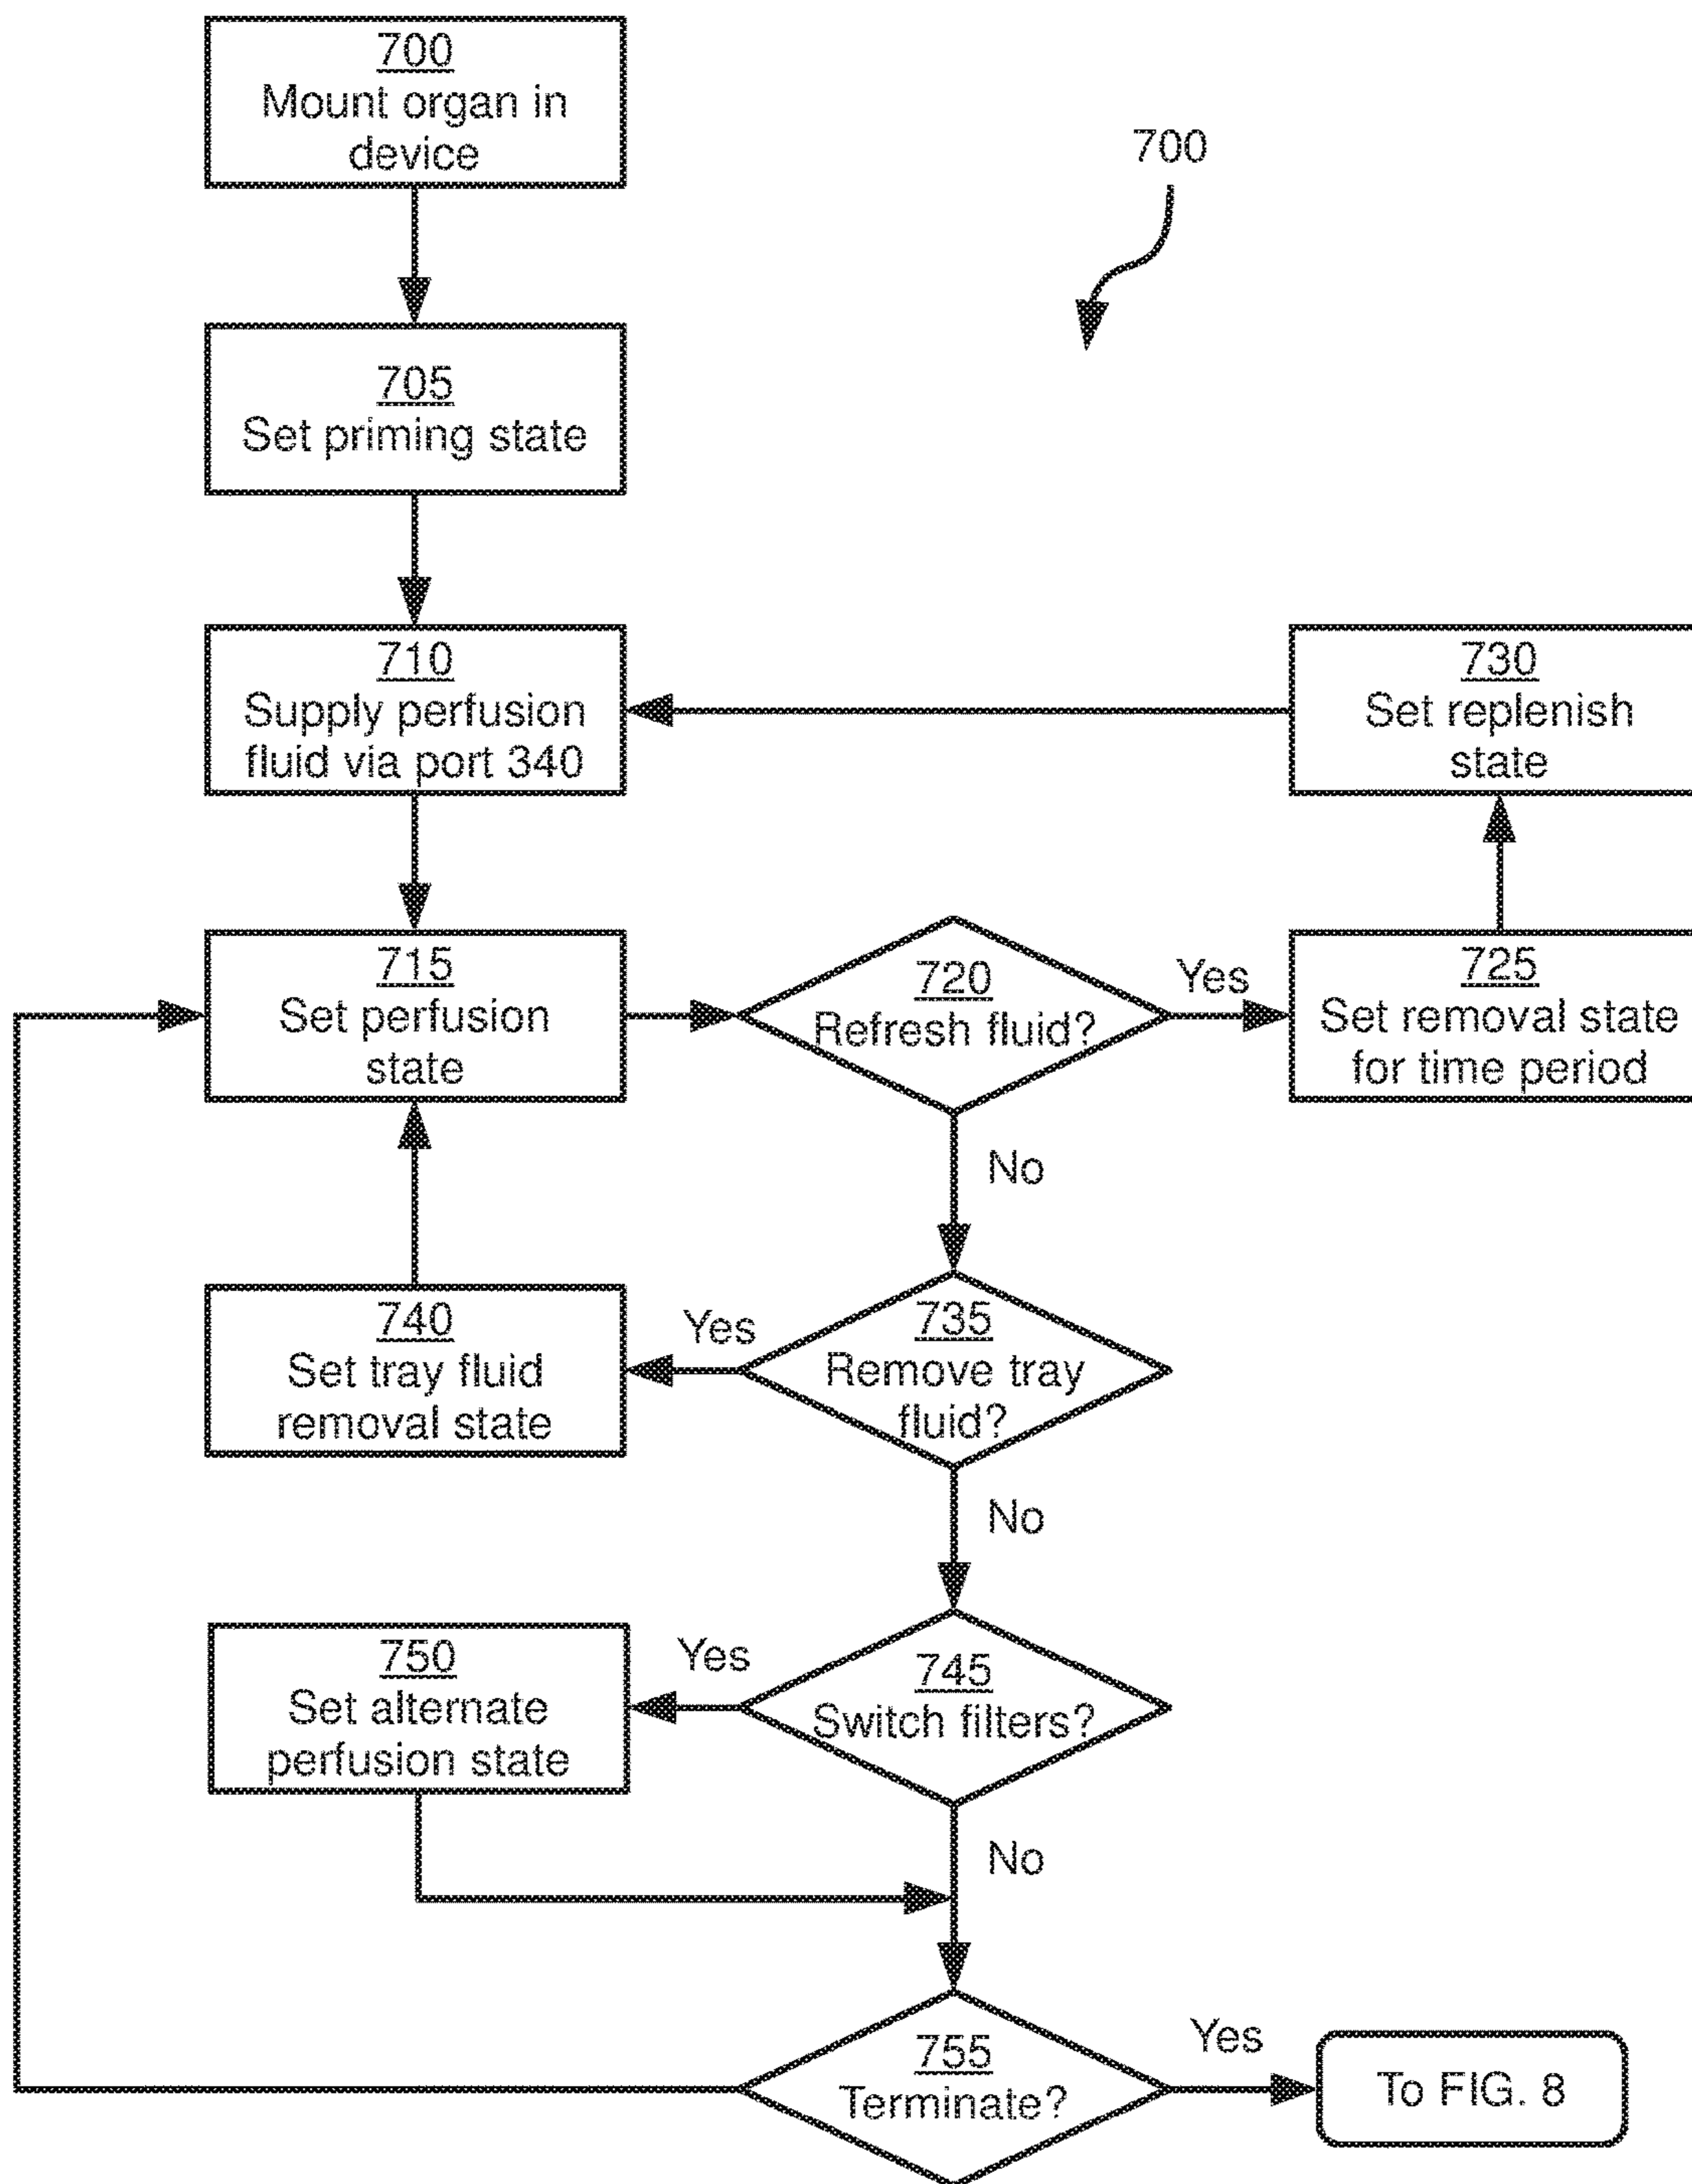 700
Mount organ in
device
700
705
Set priming state
710
Supply perfusion
fluid via port 340
730
Set replenish
state
715
Set perfusion
state
720
Refresh fluid?
Yes
725
Set removal state
for time period
No
740
Set tray fluid
removal state
Yes
735
Remove tray
fluid?
No
750
Set alternate
perfusion state
Yes
745
Switch filters?
No
755
Terminate?
Yes
To FIG. 8